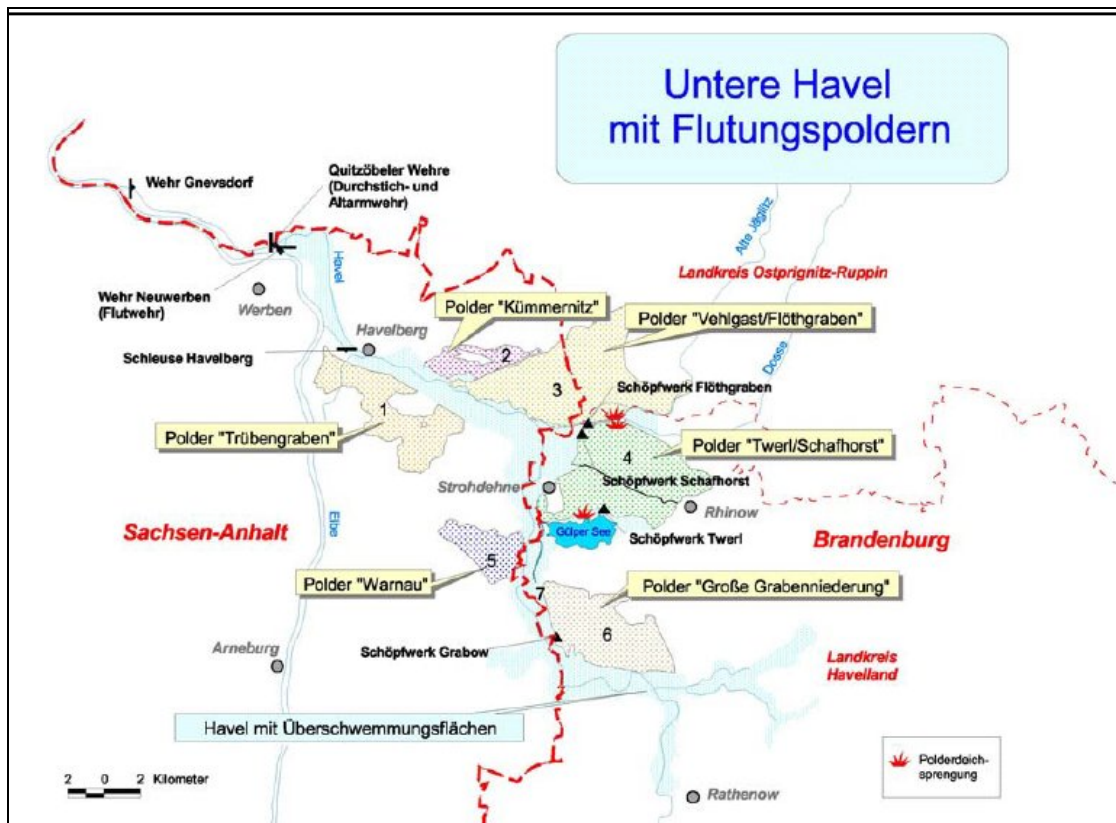 Untere Havel
mit Flutungspoldern
Wehr Gnevsdorf
Quitzöbeler Wehre
(Durchstich- und
Altarmwehr)
Alte Jäglitz
Havel
Landkreis Ostprignitz-Ruppin
Wehr Neuwerben
(Flutwehr)
Werben
Polder "Kümmernitz"
Polder "Vehlgast/Flöthgraben"
Havelberg
Dosse
Schleuse Havelberg
2
3
Schöpfwerk Flöthgraben
1
Polder "Trübengraben"
4
Polder "Twerl/Schafhorst"
Strohdehne
Schöpfwerk Schafhorst
Rhinow
Elbe
Sachsen-Anhalt
Gülper See
Schöpfwerk Twerl
Brandenburg
5
Polder "Warnau"
Polder "Große Grabenniederung"
7
6
Arneburg
Schöpfwerk Grabow
Landkreis
Havelland
Havel mit Überschwemmungsflächen
Polderdeich-
sprengung
2 0 2 Kilometer
Rathenow